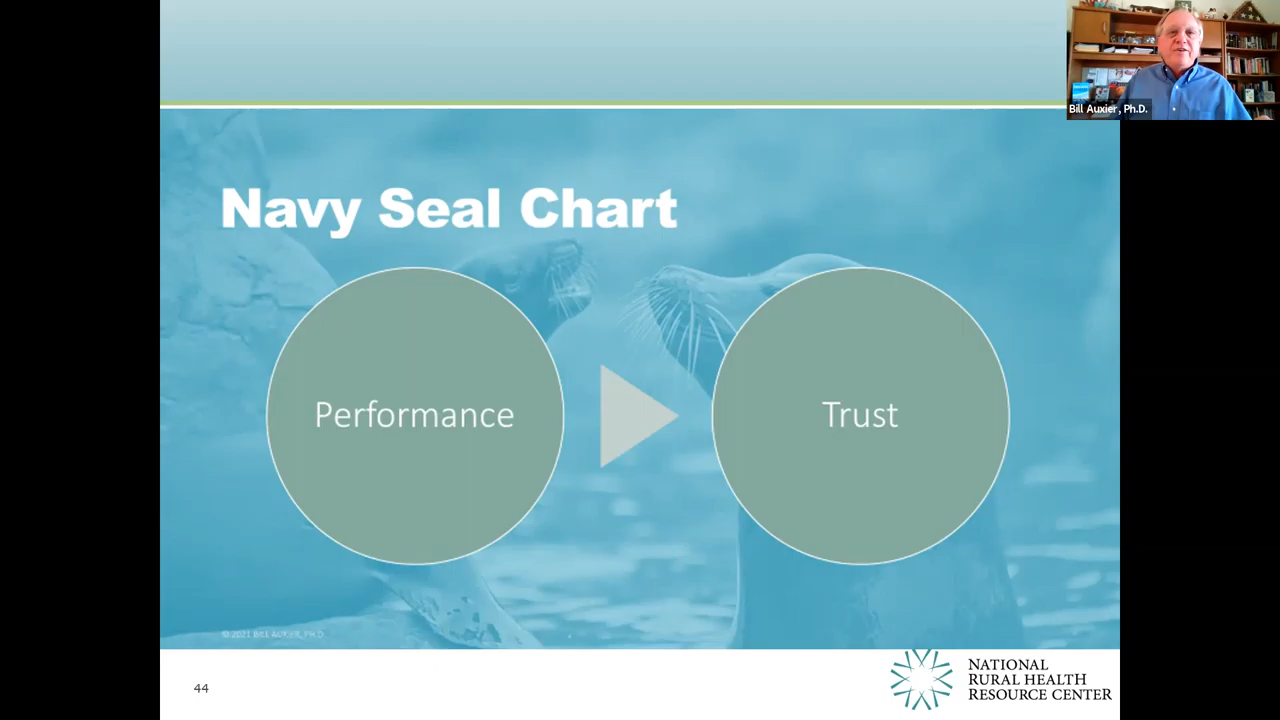 Bill Auxier, Ph.D.
Navy Seal Chart
Performance
Trust
© 2021 BILL AUXIER, PH.D.
44
NATIONAL
RURAL HEALTH
RESOURCE CENTER